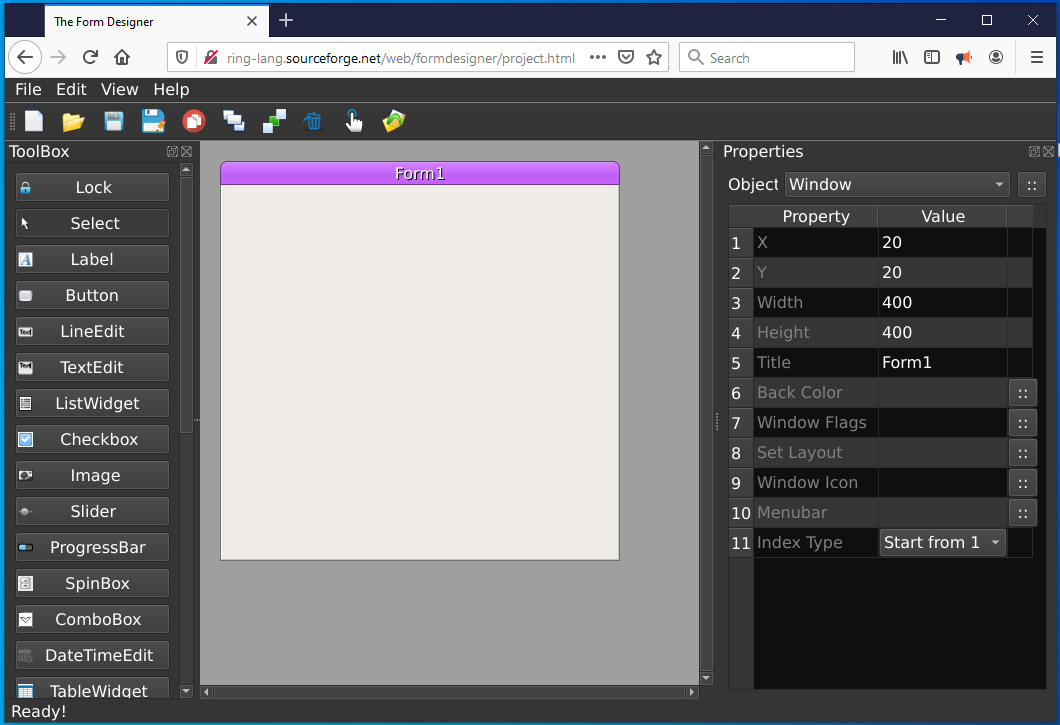 The Form Designer
ring-lang.sourceforge.net/web/formdesigner/project.html
Search
File Edit View Help
ToolBox
Lock
Select
Label
Button
LineEdit
TextEdit
ListWidget
Checkbox
Image
Slider
ProgressBar
SpinBox
ComboBox
DateTimeEdit
TableWidget
Form1
Properties
Object Window ::
Property Value
1 X 20
2 Y 20
3 Width 400
4 Height 400
5 Title Form1
6 Back Color ::
7 Window Flags ::
8 Set Layout ::
9 Window Icon ::
10 Menubar ::
11 Index Type Start from 1
Ready!